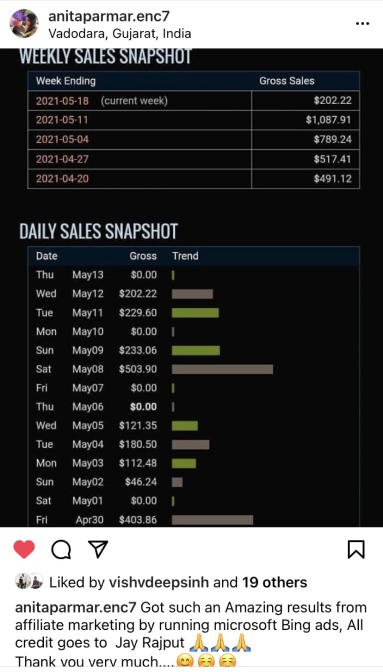 anitaparmar.enc7
Vadodara, Gujarat, India
WEEKLY SALES SNAPSHOT
Week Ending Gross Sales
2021-05-18 (current week) $202.22
2021-05-11 $1,087.91
2021-05-04 $789.24
2021-04-27 $517.41
2021-04-20 $491.12
DAILY SALES SNAPSHOT
Date Gross Trend
Thu May13 $0.00
Wed May12 $202.22
Tue May11 $229.60
Mon May10 $0.00
Sun May09 $233.06
Sat May08 $503.90
Fri May07 $0.00
Thu May06 $0.00
Wed May05 $121.35
Tue May04 $180.50
Mon May03 $112.48
Sun May02 $46.24
Sat May01 $0.00
Fri Apr30 $403.86
Liked by vishvdeepsinh and 19 others
anitaparmar.enc7 Got such an Amazing results from
affiliate marketing by running microsoft Bing ads, All
credit goes to Jay Rajput 🙏🙏🙏
Thank you very much....😊☺️☺️